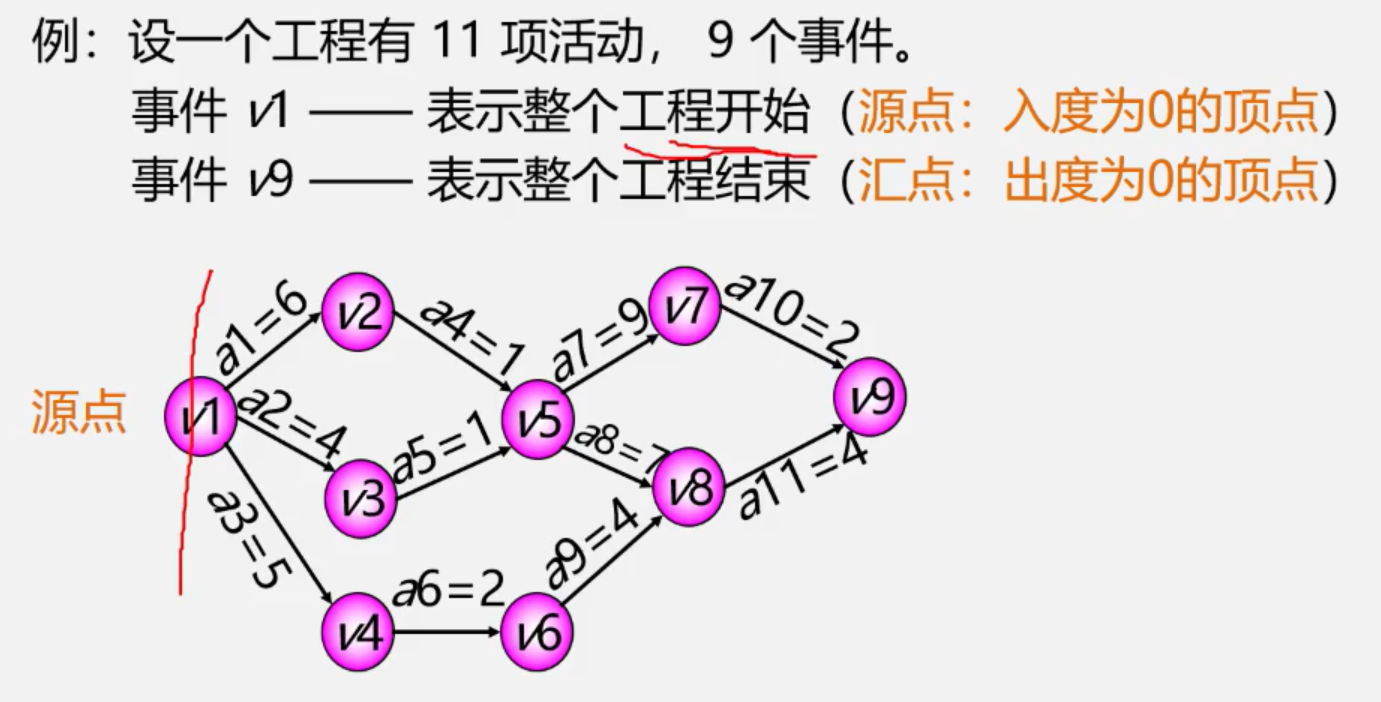 例：设一个工程有 11 项活动， 9 个事件。
事件 v1 —— 表示整个工程开始（源点：入度为0的顶点）
事件 v9 —— 表示整个工程结束（汇点：出度为0的顶点）
v2
v7
a1=6
a4=1
a7=9
a10=2
源点
v1
v5
v9
a2=4
a5=1
a8=7
v3
v8
a3=5
a9=4
a11=4
a6=2
v4
v6